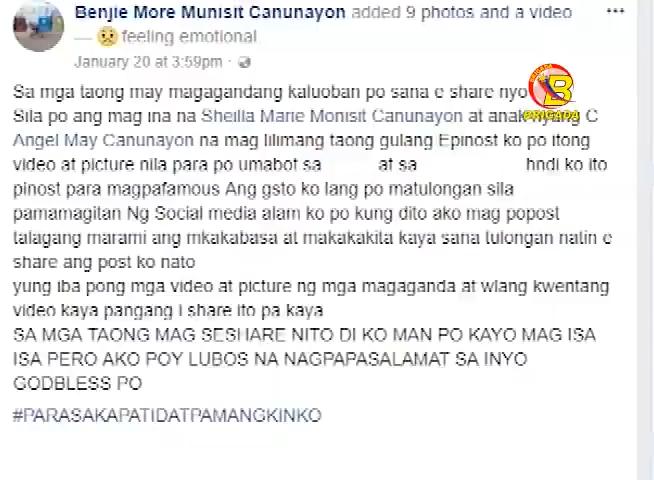 Benjie More Munisit Canunayon added 9 photos and a video
— feeling emotional
January 20 at 3:59pm ·
Sa mga taong may magagandang kaluoban po sana e share nyo
BRIGADA
Sila po ang mag ina na Sheilla Marie Monisit Canunayon at anak nyang C
BRIGADA
Angel May Canunayon na mag lilimang taong gulang Epinost ko po itong
video at picture nila para po umabot sa at sa hndi ko ito
pinost para magpafamous Ang gsto ko lang po matulongan sila
pamamagitan Ng Social media alam ko po kung dito ako mag popost
talagang marami ang mkakabasa at makakakita kaya sana tulongan natin e
share ang post ko nato
yung iba pong mga video at picture ng mga magaganda at wlang kwentang
video kaya pangang i share ito pa kaya
SA MGA TAONG MAG SESHARE NITO DI KO MAN PO KAYO MAG ISA
ISA PERO AKO POY LUBOS NA NAGPAPASALAMAT SA INYO
GODBLESS PO
#PARASAKAPATIDATPAMANGKINKO